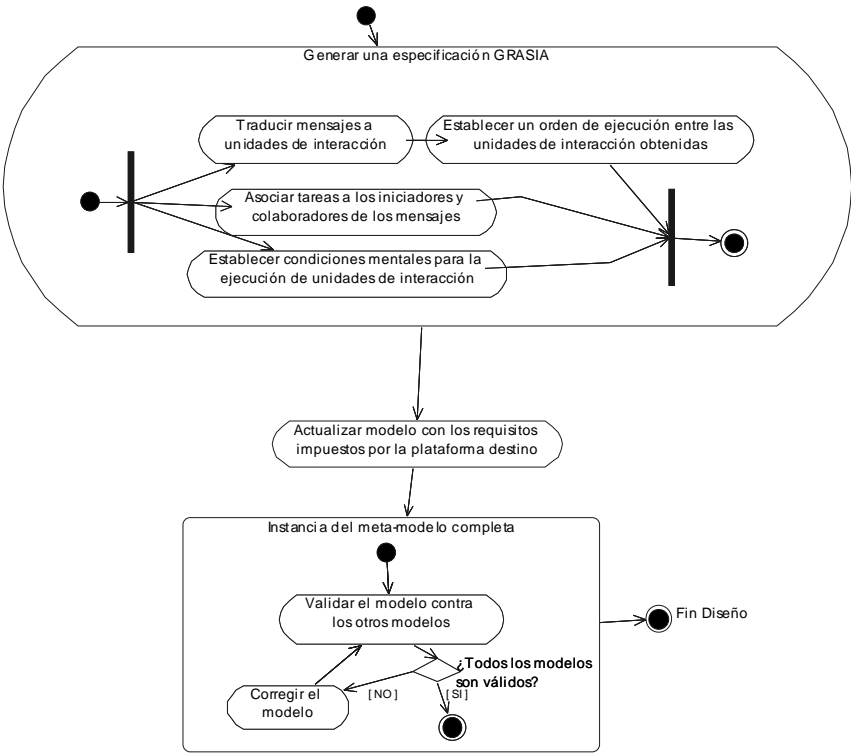 Generar una especificación GRASIA
Traducir mensajes a
unidades de interacción
Establecer un orden de ejecución entre las
unidades de interacción obtenidas
Asociar tareas a los iniciadores y
colaboradores de los mensajes
Establecer condiciones mentales para la
ejecución de unidades de interacción
Actualizar modelo con los requisitos
impuestos por la plataforma destino
Instancia del meta-modelo completa
Validar el modelo contra
los otros modelos
Fin Diseño
¿Todos los modelos
son válidos?
Corregir el
modelo
[NO]
[SI]